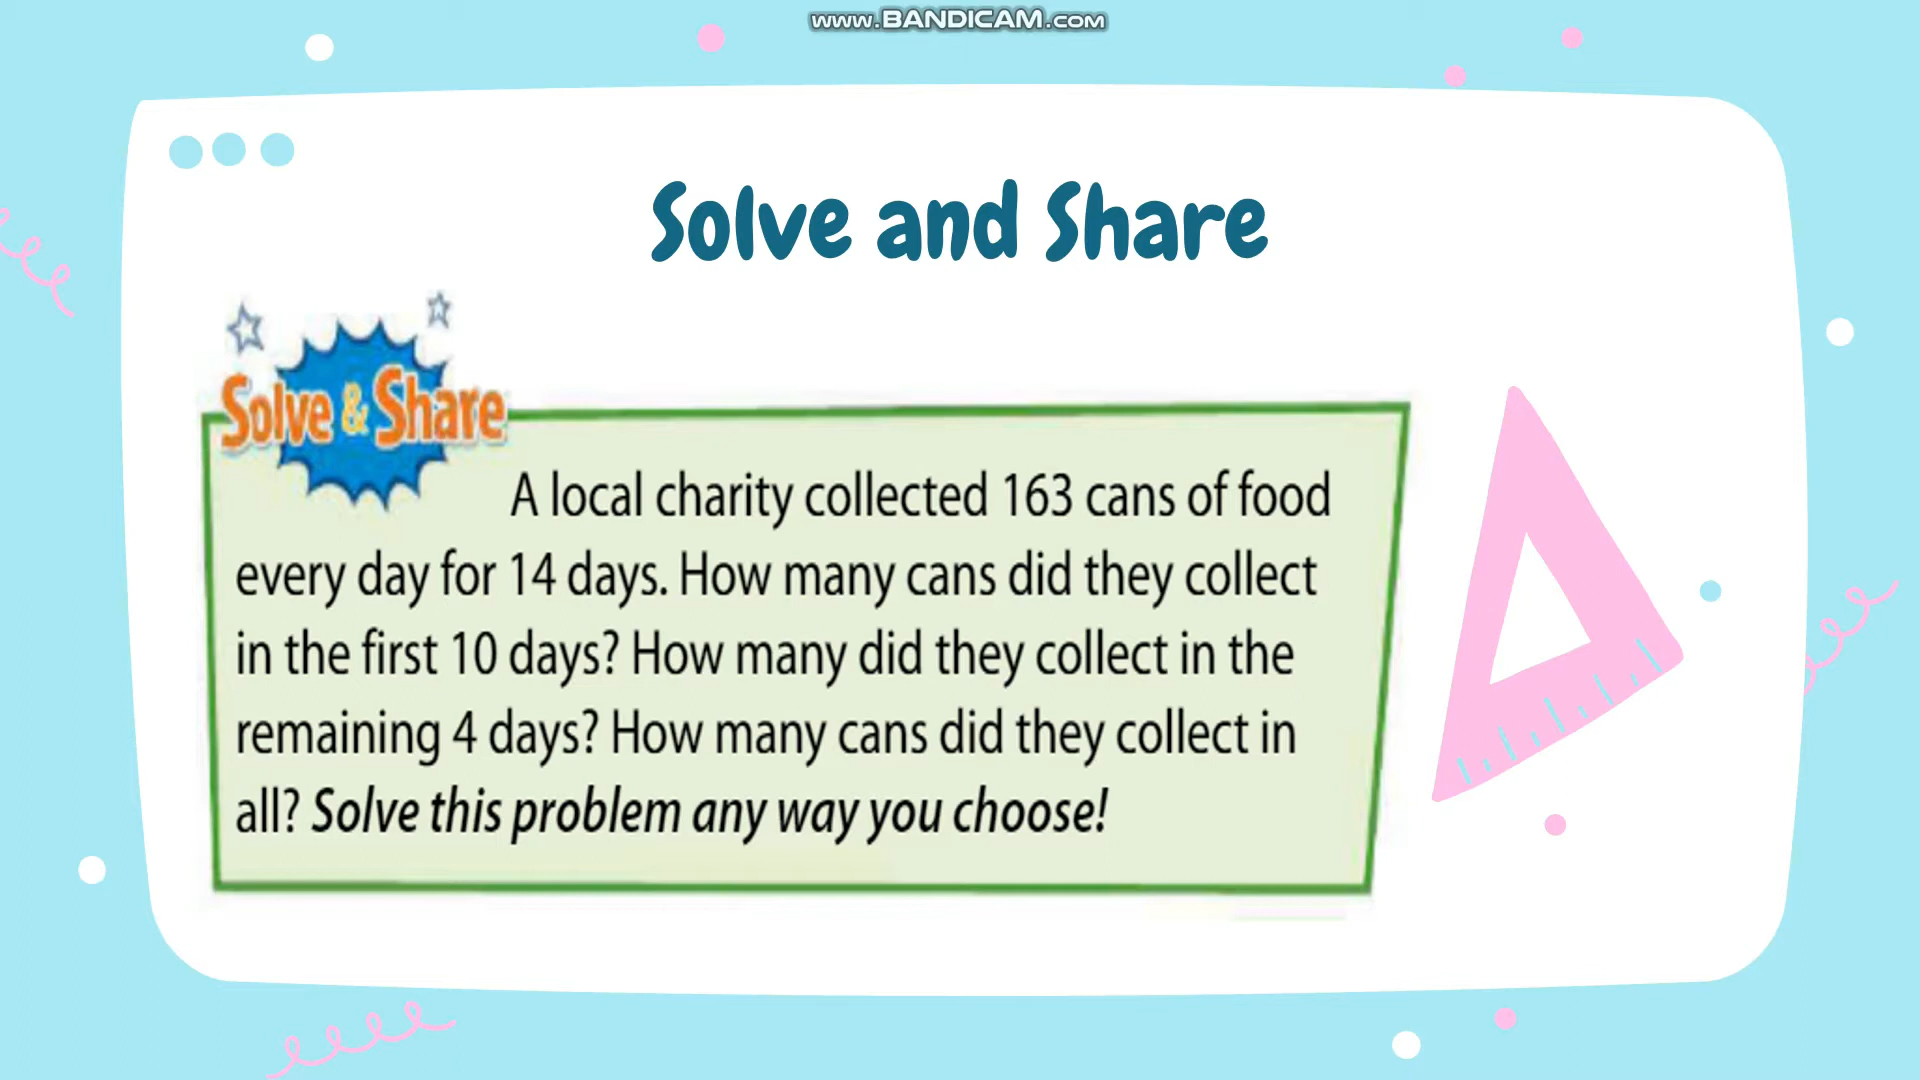 www.BANDICAM.com
Solve and Share
Solve & Share
A local charity collected 163 cans of food
every day for 14 days. How many cans did they collect
in the first 10 days? How many did they collect in the
remaining 4 days? How many cans did they collect in
all? Solve this problem any way you choose!